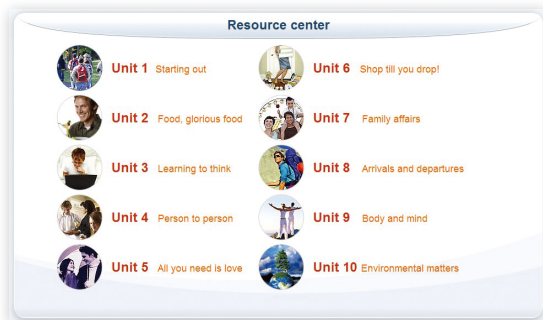 Resource center
Unit 1 Starting out
Unit 2 Food, glorious food
Unit 3 Learning to think
Unit 4 Person to person
Unit 5 All you need is love
Unit 6 Shop till you drop!
Unit 7 Family affairs
Unit 8 Arrivals and departures
Unit 9 Body and mind
Unit 10 Environmental matters